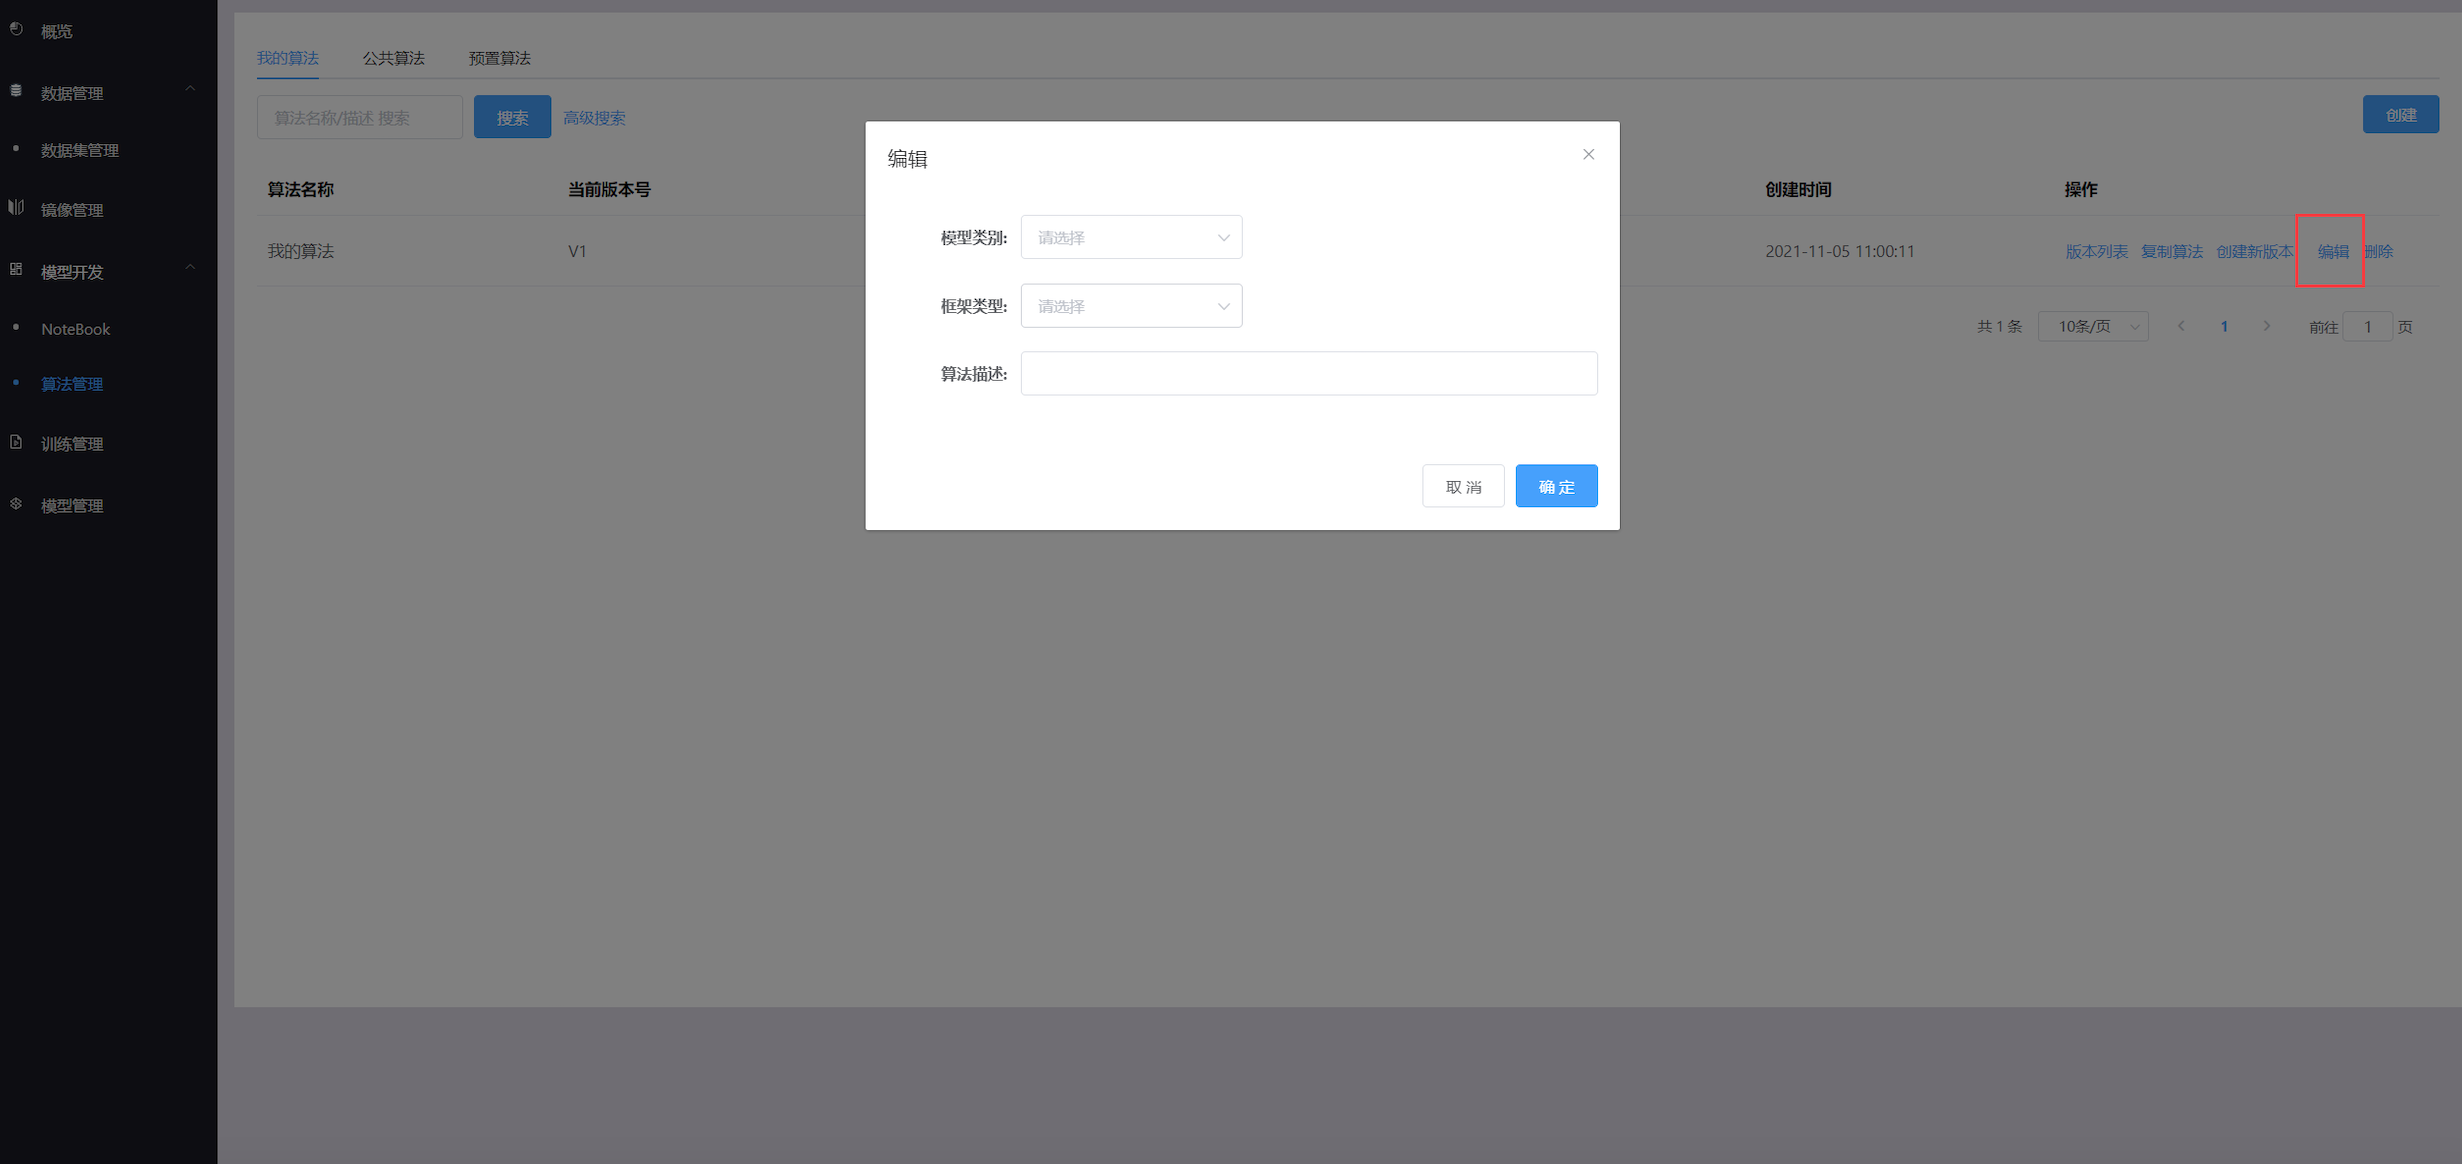 概览
数据管理
数据集管理
镜像管理
模型开发
NoteBook
算法管理
训练管理
模型管理
我的算法 公共算法 预置算法
算法名称/描述 搜索 搜索 高级搜索 创建
算法名称 当前版本号 创建时间 操作
我的算法 V1 2021-11-05 11:00:11 版本列表 复制算法 创建新版本 编辑 删除
共 1 条 10条/页 1 前往 1 页
编辑
模型类别: 请选择
框架类型: 请选择
算法描述:
取 消 确 定